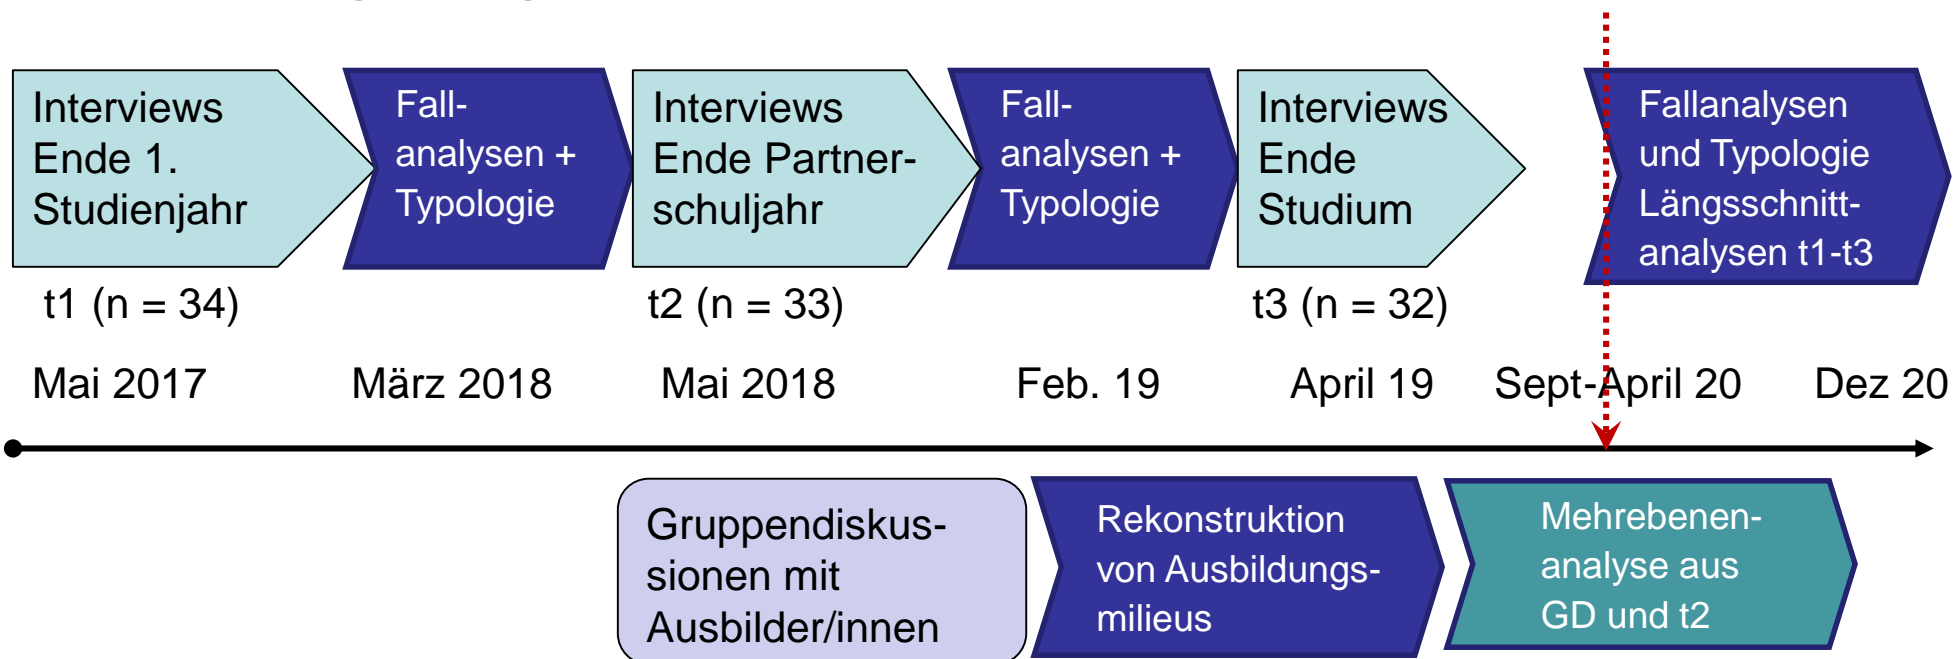 Interviews
Ende 1.
Studienjahr
Fall-
analysen +
Typologie
Interviews
Ende Partner-
schuljahr
Fall-
analysen +
Typologie
Interviews
Ende
Studium
Fallanalysen
und Typologie
Längsschnitt-
analysen t1-t3
t1 (n = 34)
t2 (n = 33)
t3 (n = 32)
Mai 2017
März 2018
Mai 2018
Feb. 19
April 19
Sept-April 20
Dez 20
Gruppendiskus-
sionen mit
Ausbilder/innen
Rekonstruktion
von Ausbildungs-
milieus
Mehrebenen-
analyse aus
GD und t2